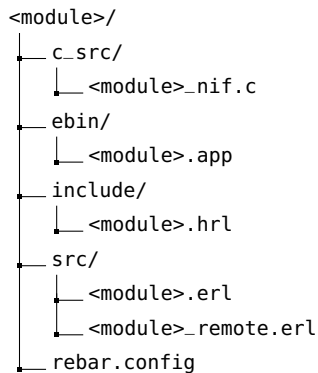 <module>/
c_src/
<module>_nif.c
ebin/
<module>.app
include/
<module>.hrl
src/
<module>.erl
<module>_remote.erl
rebar.config